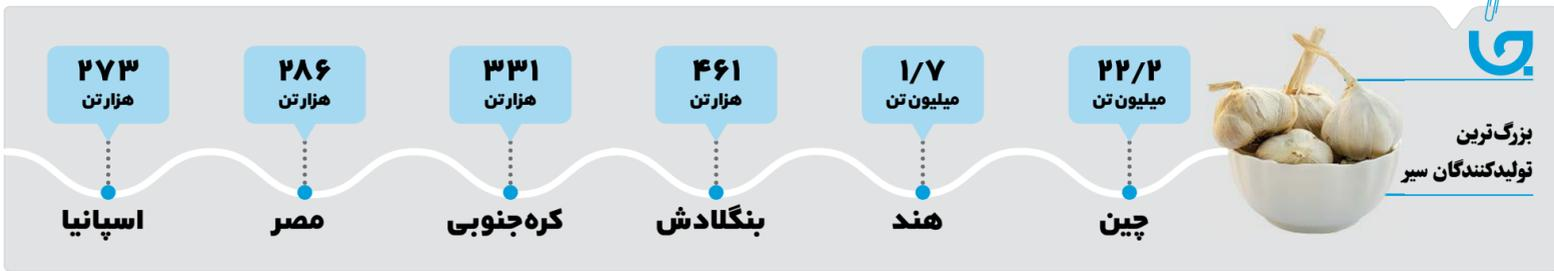 بزرگ‌ترین
تولیدکنندگان سیر
۲۲/۲
میلیون تن
چین
۱/۷
میلیون تن
هند
۴۶۱
هزار تن
بنگلادش
۳۳۱
هزار تن
کره‌جنوبی
۲۸۶
هزار تن
مصر
۲۷۳
هزار تن
اسپانیا